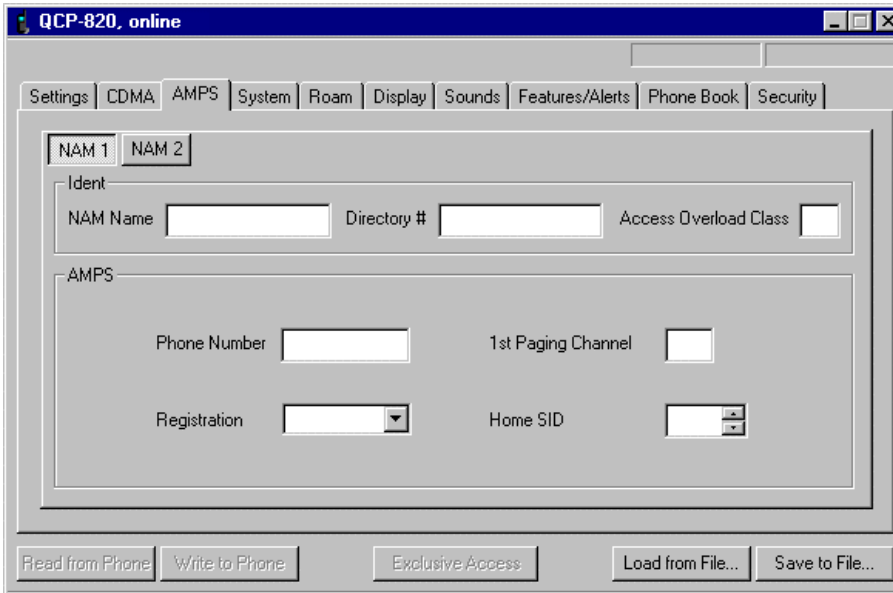 QCP-820, online
Settings CDMA AMPS System Roam Display Sounds Features/Alerts Phone Book Security
NAM 1 NAM 2
Ident
NAM Name Directory # Access Overload Class
AMPS
Phone Number 1st Paging Channel
Registration Home SID
Read from Phone Write to Phone Exclusive Access Load from File... Save to File...